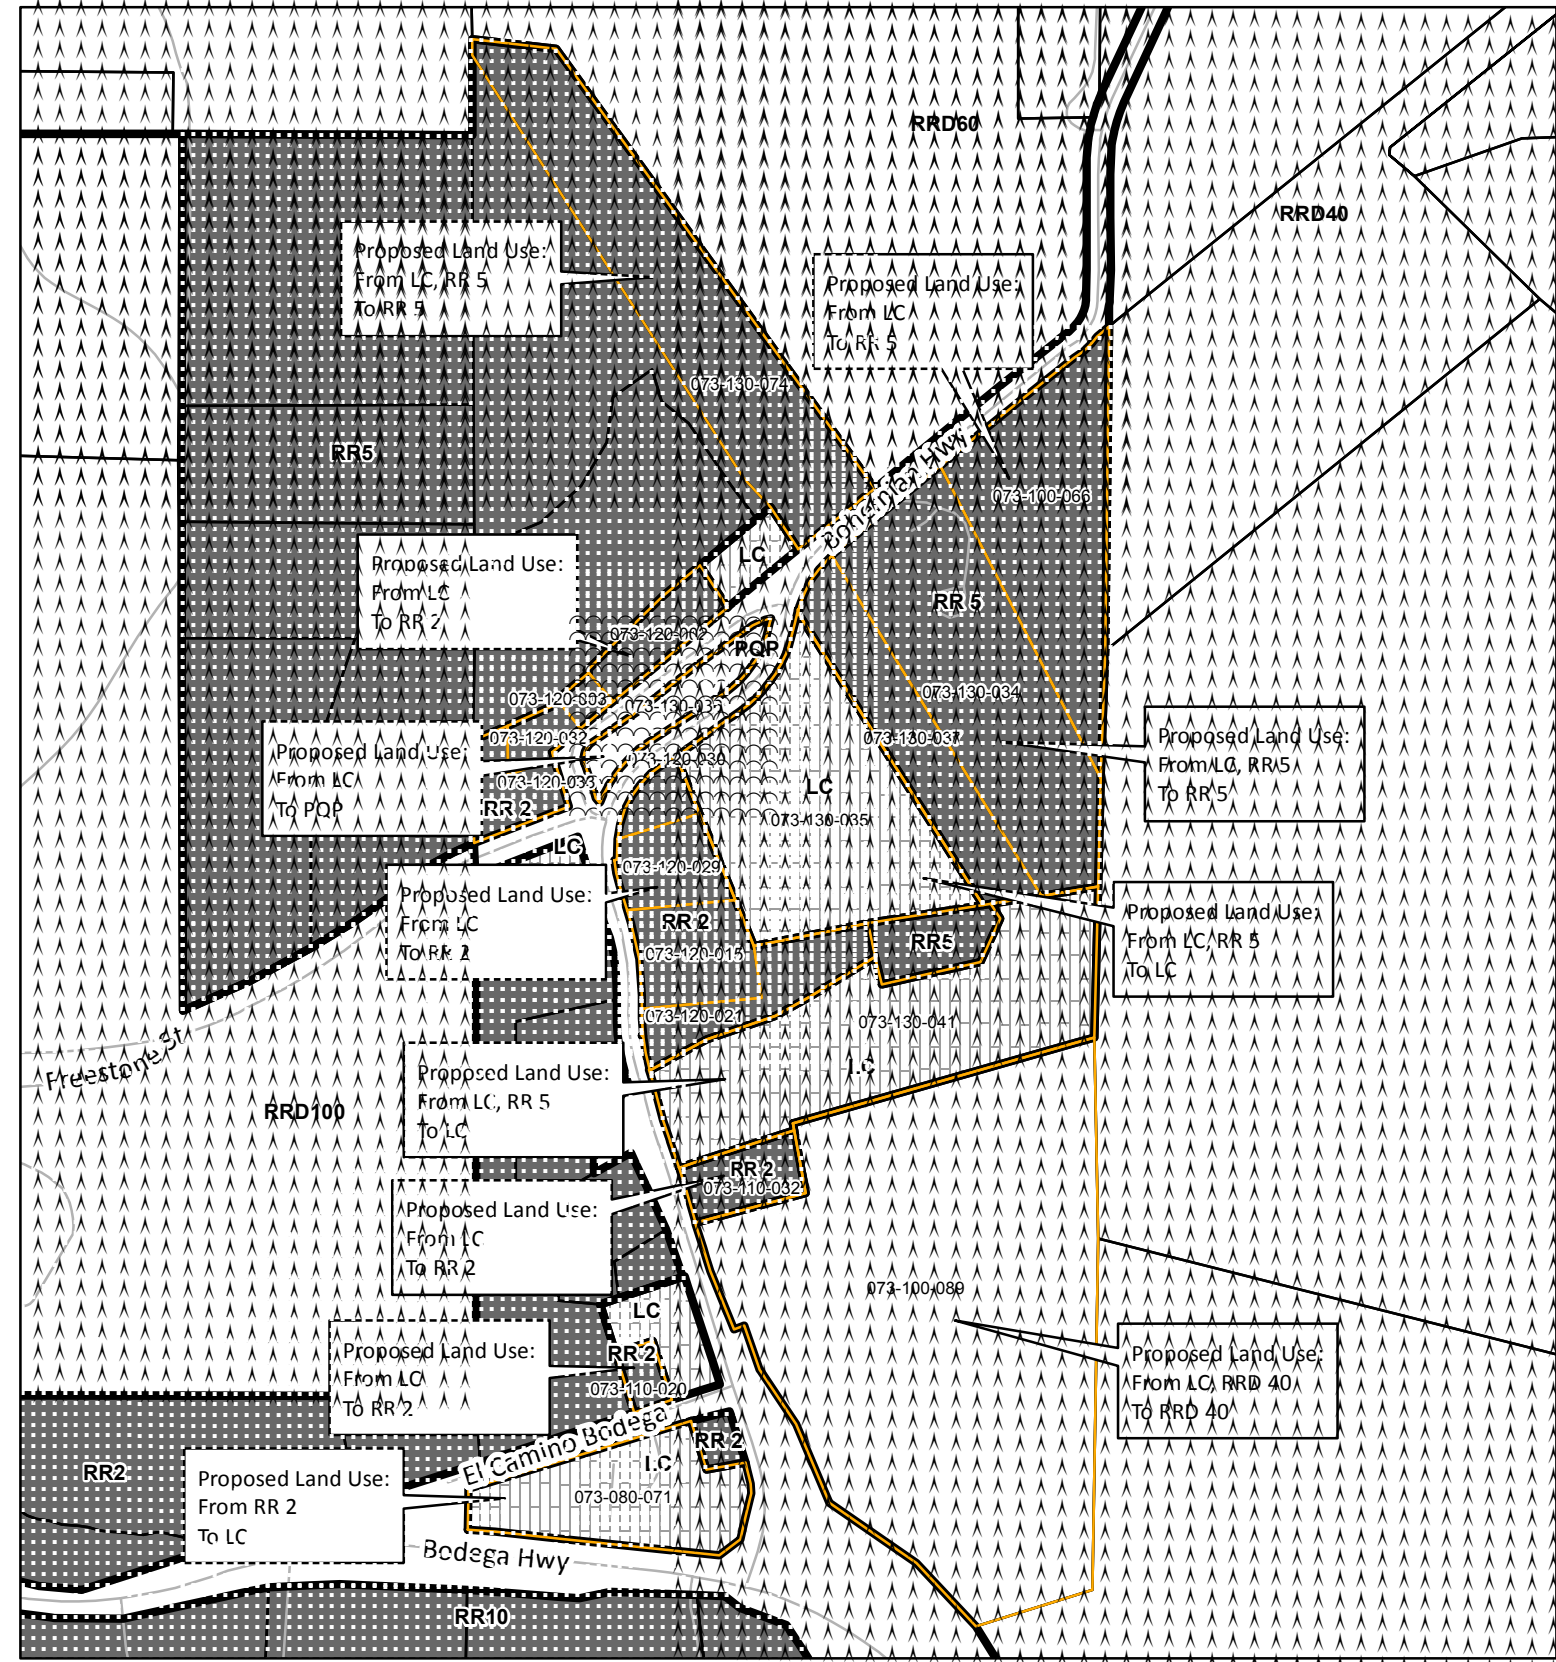 RRD60
RRD40
Proposed Land Use:
From LC, RR 5
To RR 5
Proposed Land Use:
From LC
To RR 5
073-130-074
RR5
Bohemian Hwy
073-100-066
LC
Proposed Land Use:
From LC
To RR 2
RR 5
073-120-002
PQP
073-120-003
073-130-035
073-130-034
073-120-032
073-130-037
Proposed Land Use:
From LC
To PQP
Proposed Land Use:
From LC, RR 5
To RR 5
073-120-030
073-120-033
LC
RR 2
073-130-035
LC
073-120-029
Proposed Land Use:
From LC
To RR 2
RR 2
Proposed Land Use:
From LC, RR 5
To LC
RR5
073-120-015
073-120-021
073-130-041
Freestone St
LC
Proposed Land Use:
From LC, RR 5
To LC
RRD100
RR 2
073-110-032
Proposed Land Use:
From LC
To RR 2
073-100-089
LC
Proposed Land Use:
From LC
To RR 2
RR 2
073-110-020
Proposed Land Use:
From LC, RRD 40
To RRD 40
El Camino Bodega
RR 2
LC
RR2
Proposed Land Use:
From RR 2
To LC
073-080-071
Bodega Hwy
RR10